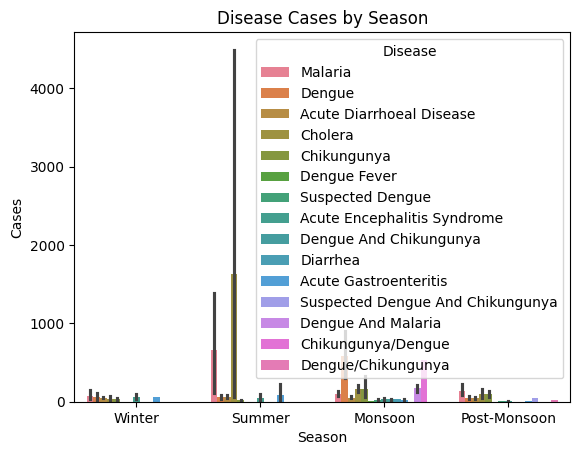 Disease Cases by Season
Disease
Malaria
Dengue
Acute Diarrhoeal Disease
Cholera
Chikungunya
Dengue Fever
Suspected Dengue
Acute Encephalitis Syndrome
Dengue And Chikungunya
Diarrhea
Acute Gastroenteritis
Suspected Dengue And Chikungunya
Dengue And Malaria
Chikungunya/Dengue
Dengue/Chikungunya
Cases
4000
3000
2000
1000
0
Winter
Summer
Monsoon
Post-Monsoon
Season